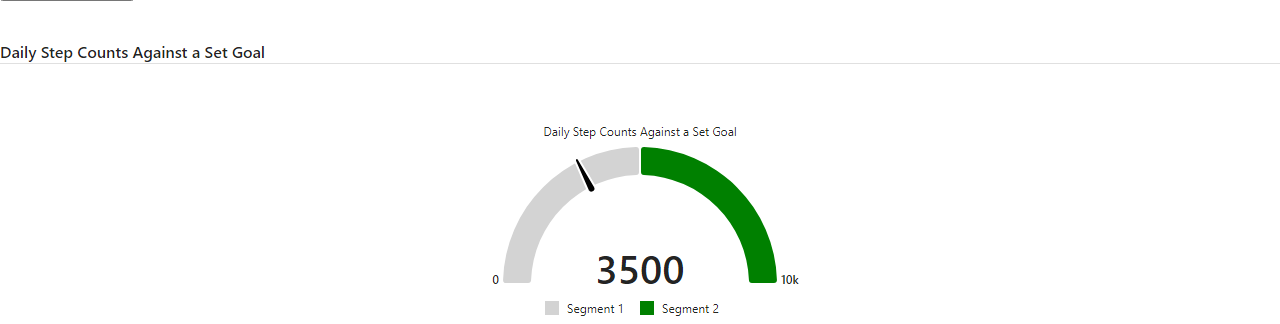 Daily Step Counts Against a Set Goal
Daily Step Counts Against a Set Goal
3500
0
10k
Segment 1
Segment 2